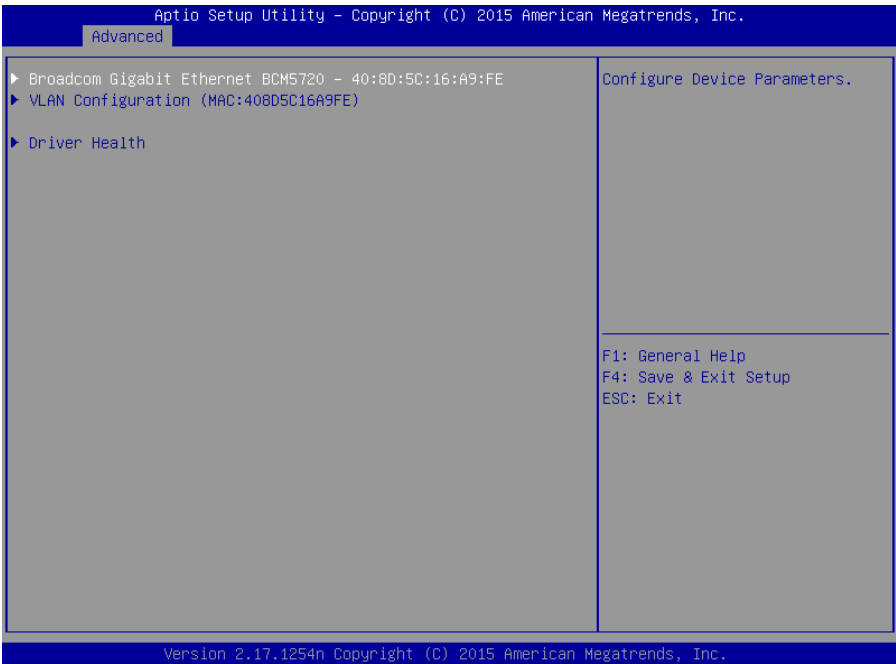 Aptio Setup Utility – Copyright (C) 2015 American Megatrends, Inc.
Advanced
Broadcom Gigabit Ethernet BCM5720 – 40:8D:5C:16:A9:FE
VLAN Configuration (MAC:408D5C16A9FE)
Driver Health
Configure Device Parameters.
F1: General Help
F4: Save & Exit Setup
ESC: Exit
Version 2.17.1254n Copyright (C) 2015 American Megatrends, Inc.